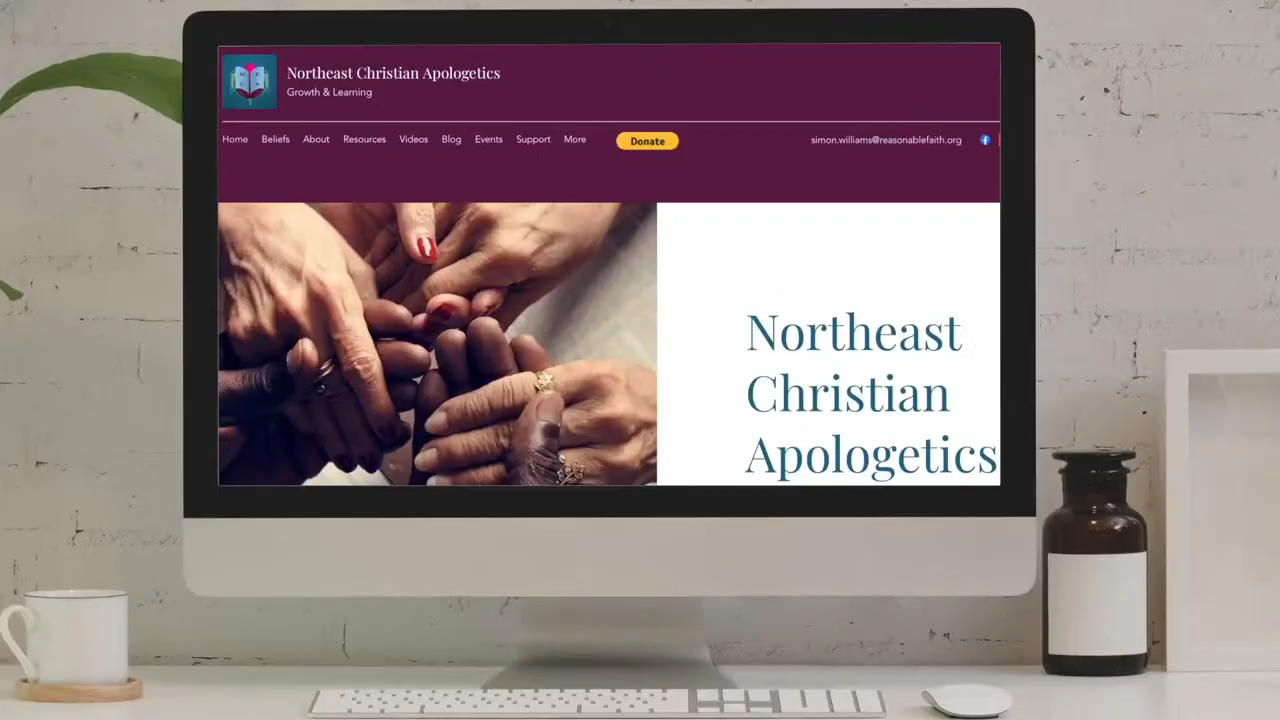 Northeast Christian Apologetics
Growth & Learning
Home Beliefs About Resources Videos Blog Events Support More Donate simon.williams@reasonablefaith.org
Northeast
Christian
Apologetics